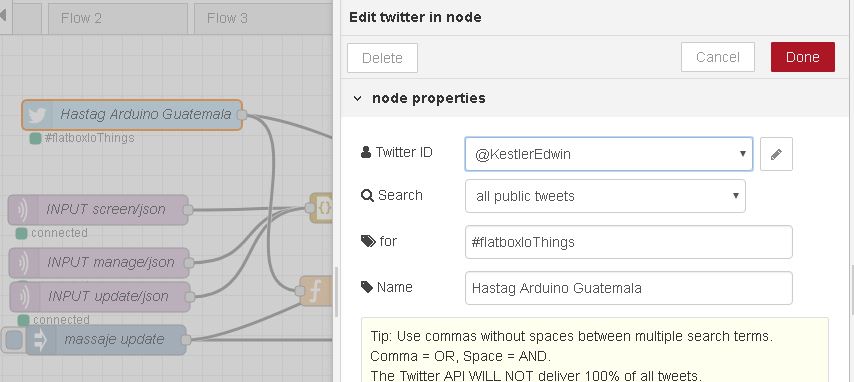 Flow 2
Flow 3
Hastag Arduino Guatemala
#flatboxIoThings
INPUT screen/json
connected
INPUT manage/json
INPUT update/json
connected
massaje update
Edit twitter in node
Delete
Cancel
Done
node properties
Twitter ID
@KestlerEdwin
Search
all public tweets
for
#flatboxIoThings
Name
Hastag Arduino Guatemala
Tip: Use commas without spaces between multiple search terms.
Comma = OR, Space = AND.
The Twitter API WILL NOT deliver 100% of all tweets.